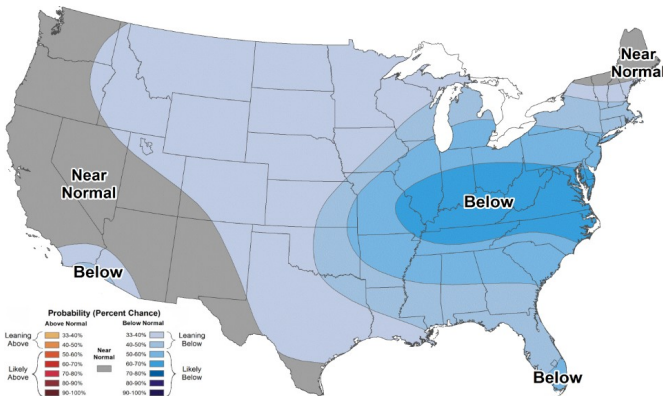 Near
Normal
Near
Normal
Below
Below
Below
Probability (Percent Chance)
Above Normal
Below Normal
Leaning
Above
33-40%
40-50%
Likely
Above
50-60%
60-70%
70-80%
80-90%
90-100%
Near
Normal
33-40%
40-50%
Leaning
Below
50-60%
60-70%
70-80%
80-90%
90-100%
Likely
Below